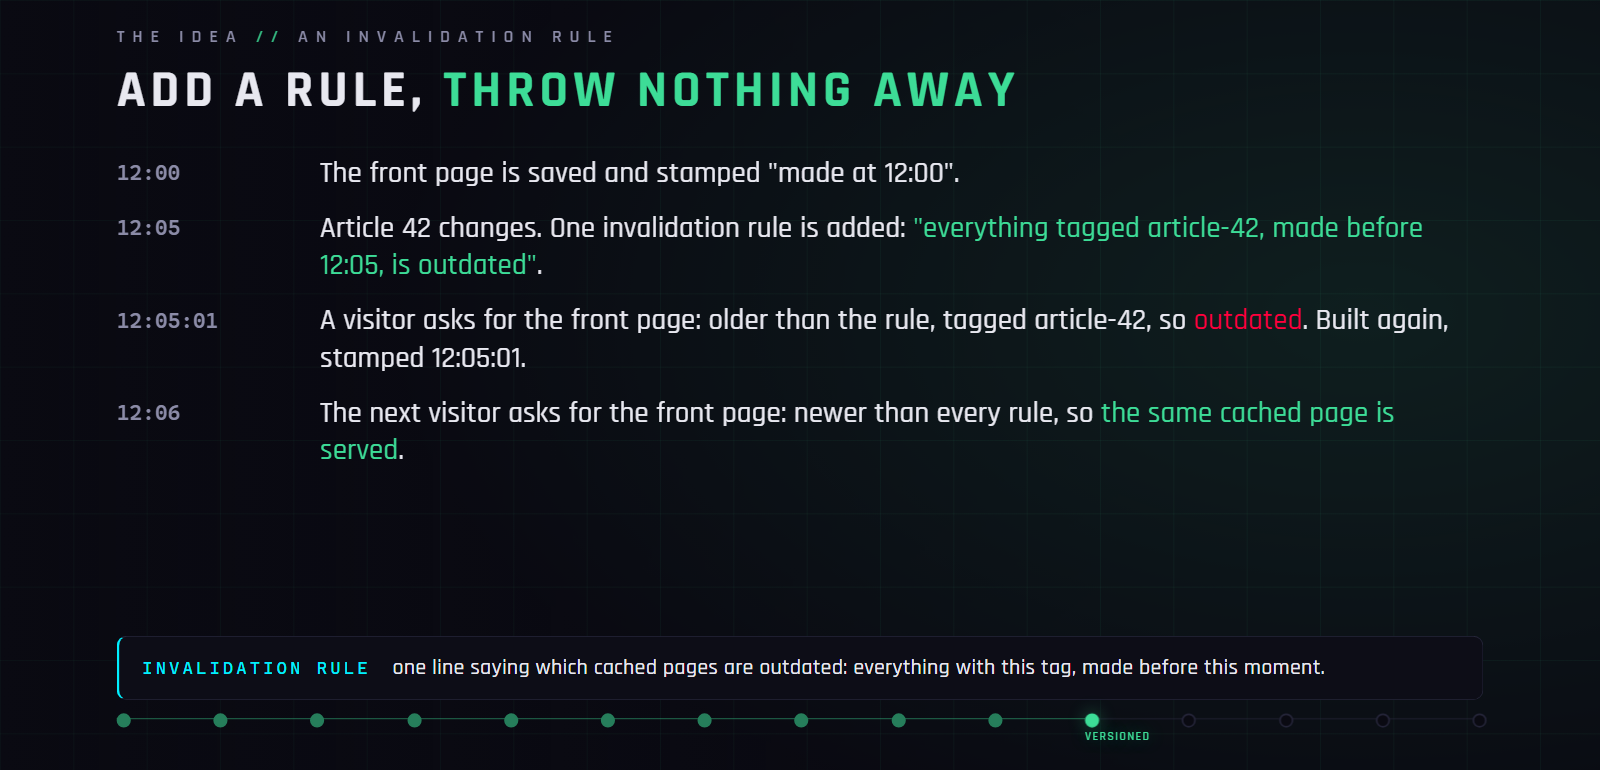 THE IDEA // AN INVALIDATION RULE
ADD A RULE, THROW NOTHING AWAY
12:00 The front page is saved and stamped "made at 12:00".
12:05 Article 42 changes. One invalidation rule is added: "everything tagged article-42, made before
12:05, is outdated".
12:05:01 A visitor asks for the front page: older than the rule, tagged article-42, so outdated. Built again,
stamped 12:05:01.
12:06 The next visitor asks for the front page: newer than every rule, so the same cached page is
served.
INVALIDATION RULE one line saying which cached pages are outdated: everything with this tag, made before this moment.
VERSIONED